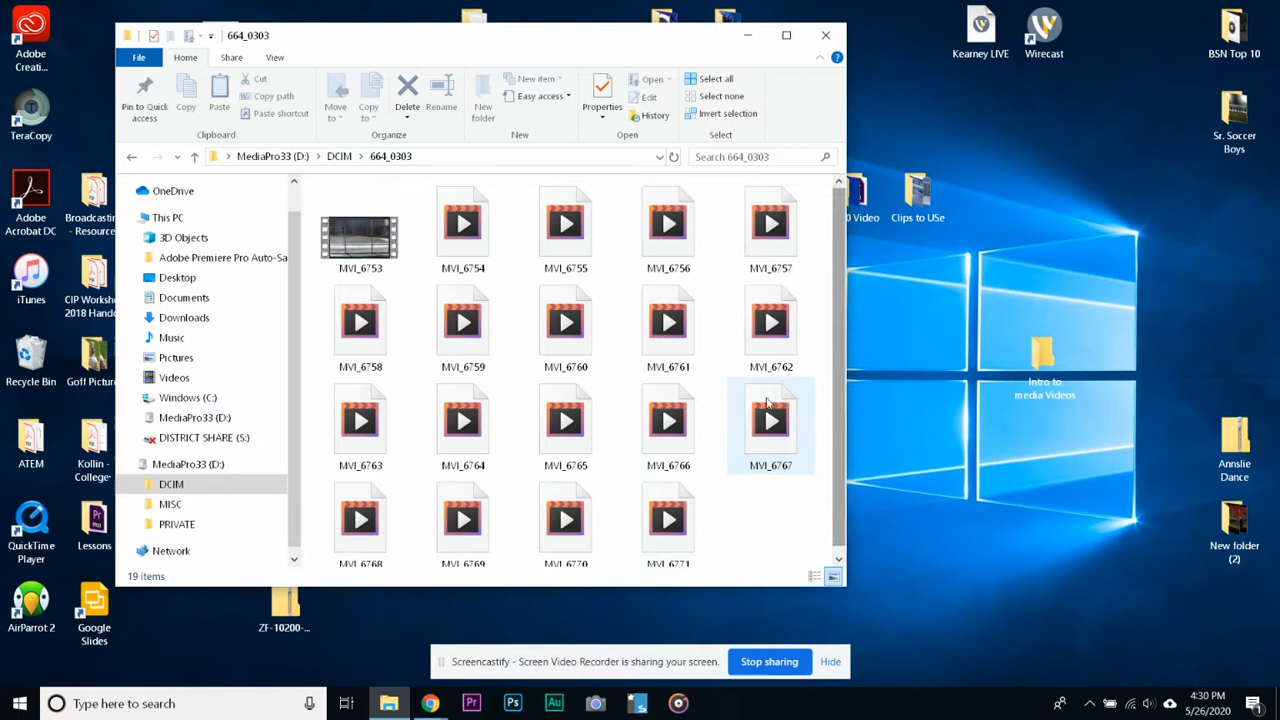 664_0303
File
Home
Share
View
Pin to Quick
access
Copy
Paste
Cut
Copy path
Paste shortcut
Move
to
Copy
to
Delete
Rename
New
folder
New item
Easy access
Properties
Open
Edit
History
Select all
Select none
Invert selection
Clipboard
Organize
New
Open
Select
MediaPro33 (D:)
DCIM
664_0303
Search 664_0303
OneDrive
This PC
3D Objects
Adobe Premiere Pro Auto-Sa
Desktop
Documents
Downloads
Music
Pictures
Videos
Windows (C:)
MediaPro33 (D:)
DISTRICT SHARE (S:)
MediaPro33 (D:)
DCIM
MISC
PRIVATE
Network
MVI_6753
MVI_6754
MVI_6755
MVI_6756
MVI_6757
MVI_6758
MVI_6759
MVI_6760
MVI_6761
MVI_6762
MVI_6763
MVI_6764
MVI_6765
MVI_6766
MVI_6767
MVI_6768
MVI_6769
MVI_6770
MVI_6771
19 items
Adobe
Creati...
TeraCopy
Adobe
Acrobat DC
Broadcasting
- Resource
iTunes
CIP Worksh
2018 Hando
Recycle Bin
Goff Picture
ATEM
Kollin -
College-
QuickTime
Player
Lessons
AirParrot 2
Google
Slides
ZF-10200-...
Kearney LIVE
Wirecast
BSN Top 10
Sr. Soccer
Boys
0 Video
Clips to USe
Intro to
media Videos
Annslie
Dance
New folder
(2)
Screencastify - Screen Video Recorder is sharing your screen.
Stop sharing
Hide
Type here to search
Pr
Ps
Au
4:30 PM
5/26/2020
1